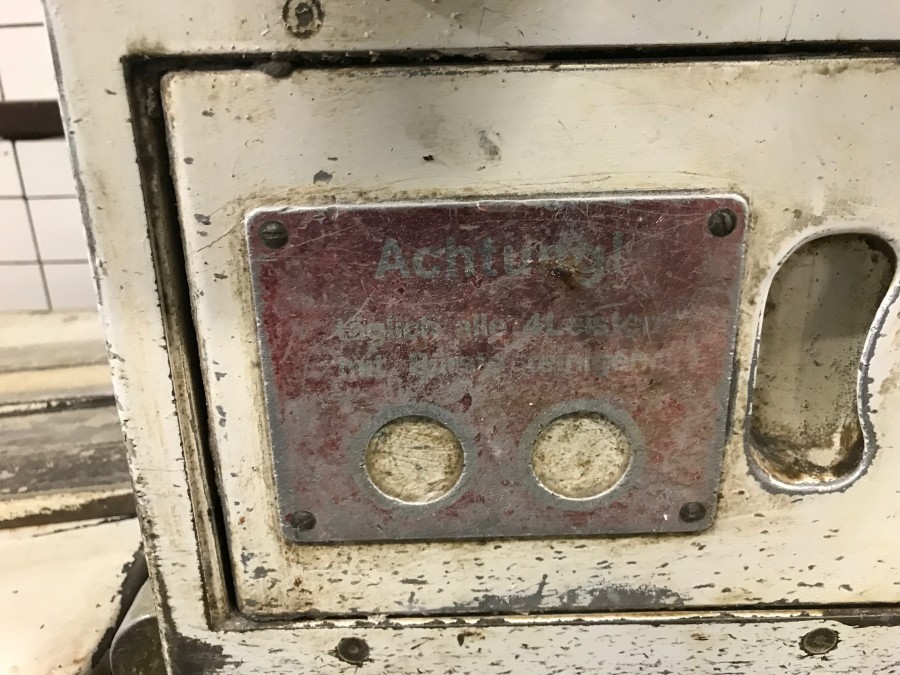 Achtung!
täglich alle 4 Leisten
mit Bürste reinigen